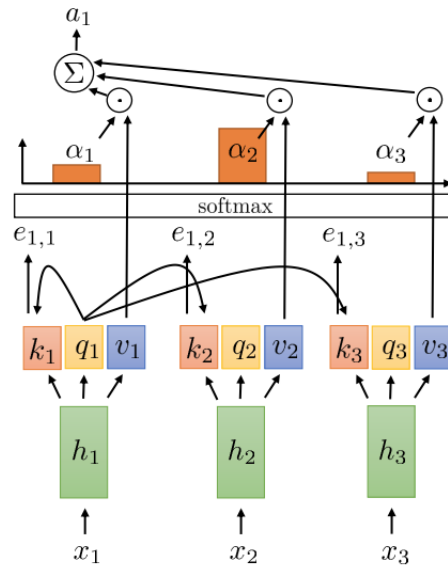 a₁
Σ
α₁ α₂ α₃
softmax
e₁,₁ e₁,₂ e₁,₃
k₁ q₁ v₁ k₂ q₂ v₂ k₃ q₃ v₃
h₁ h₂ h₃
x₁ x₂ x₃